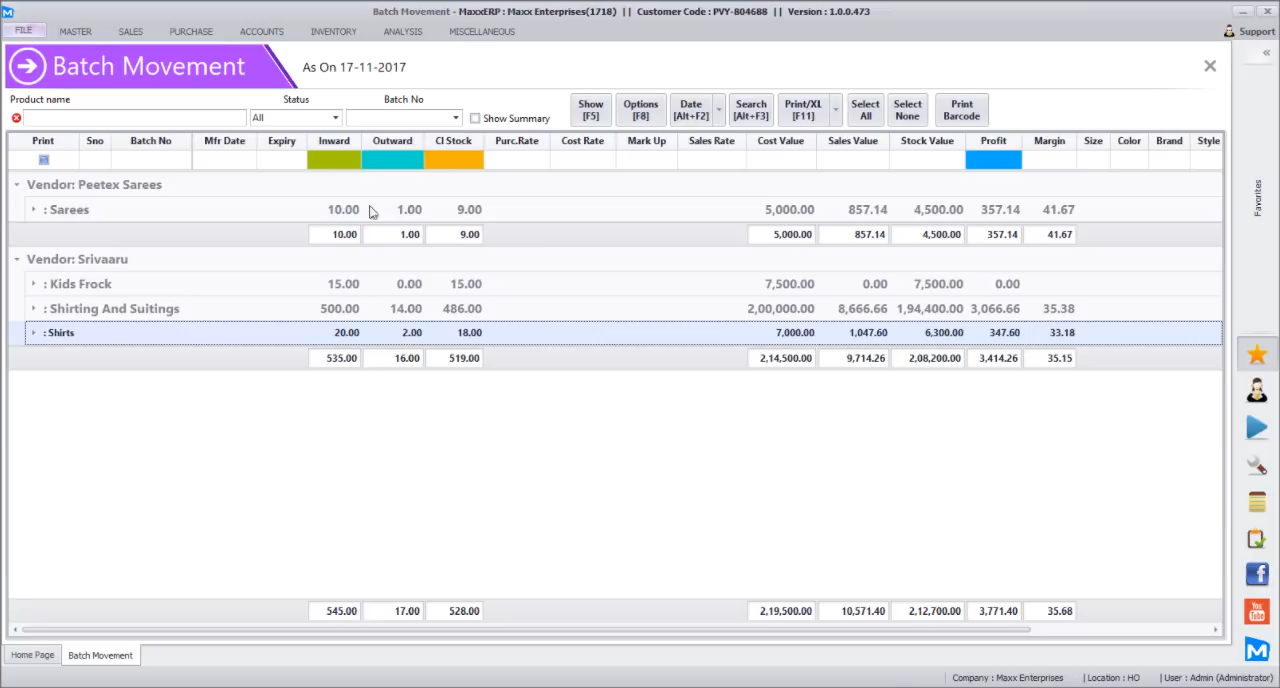 Batch Movement - MaxxERP : Maxx Enterprises(1718) || Customer Code : PVY-804688 || Version : 1.0.0.473
FILE MASTER SALES PURCHASE ACCOUNTS INVENTORY ANALYSIS MISCELLANEOUS Support
Batch Movement As On 17-11-2017
Product name Status Batch No
All Show Summary
Show [F5] Options [F8] Date [Alt+F2] Search [Alt+F3] Print/XL [F11] Select All Select None Print Barcode
Print Sno Batch No Mfr Date Expiry Inward Outward Cl Stock Purc.Rate Cost Rate Mark Up Sales Rate Cost Value Sales Value Stock Value Profit Margin Size Color Brand Style
Vendor: Peetex Sarees
: Sarees 10.00 1.00 9.00 5,000.00 857.14 4,500.00 357.14 41.67
10.00 1.00 9.00 5,000.00 857.14 4,500.00 357.14 41.67
Vendor: Srivaaru
: Kids Frock 15.00 0.00 15.00 7,500.00 0.00 7,500.00 0.00
: Shirting And Suitings 500.00 14.00 486.00 2,00,000.00 8,666.66 1,94,400.00 3,066.66 35.38
: Shirts 20.00 2.00 18.00 7,000.00 1,047.60 6,300.00 347.60 33.18
535.00 16.00 519.00 2,14,500.00 9,714.26 2,08,200.00 3,414.26 35.15
545.00 17.00 528.00 2,19,500.00 10,571.40 2,12,700.00 3,771.40 35.68
Favorites
You Tube
Home Page Batch Movement
Company : Maxx Enterprises | Location : HO | User : Admin (Administrator)